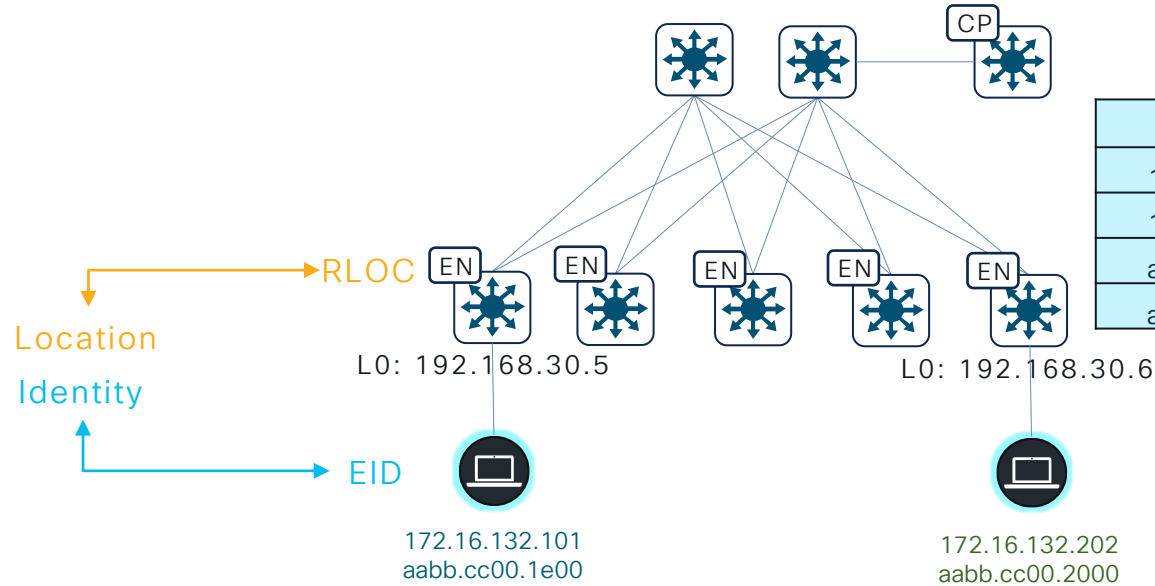 CP
RLOC
EN
EN
EN
EN
EN
Location
L0: 192.168.30.5
L0: 192.168.30.6
Identity
EID
172.16.132.101
aabb.cc00.1e00
172.16.132.202
aabb.cc00.2000